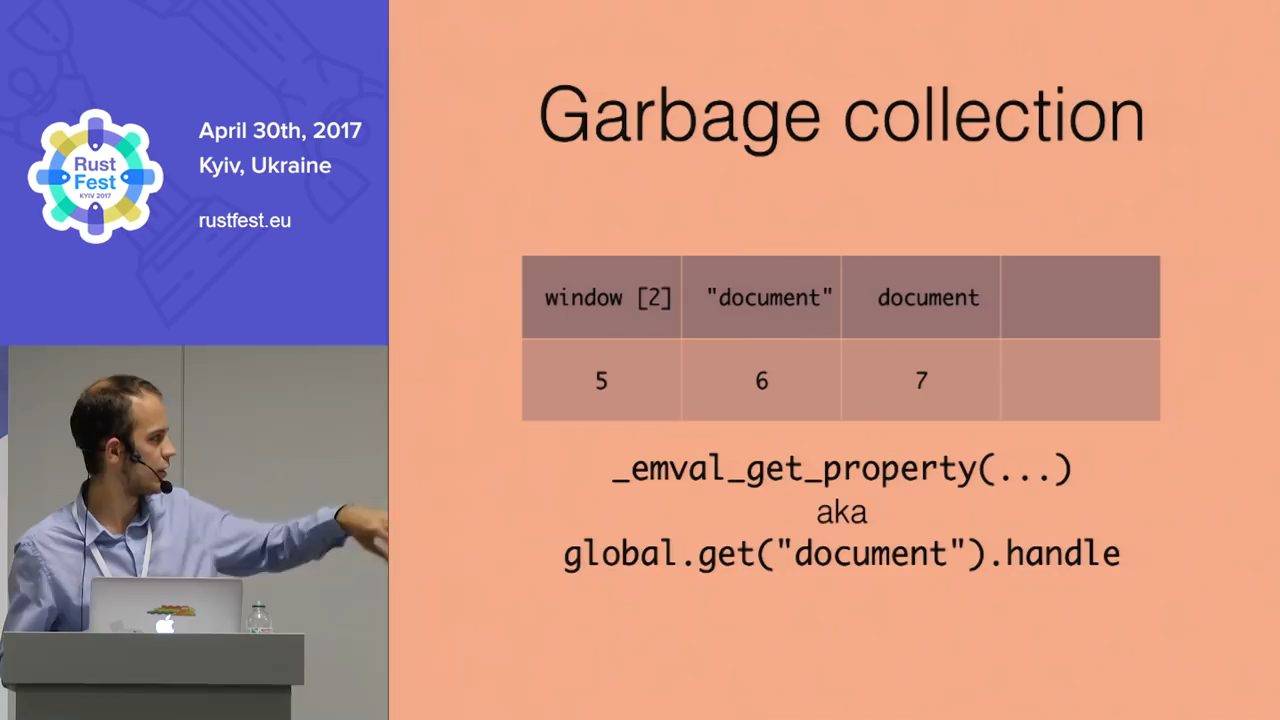 April 30th, 2017
Kyiv, Ukraine
rustfest.eu
Rust
Fest
KYIV 2017
Garbage collection
window [2] "document" document
5 6 7
_emval_get_property(...)
aka
global.get("document").handle